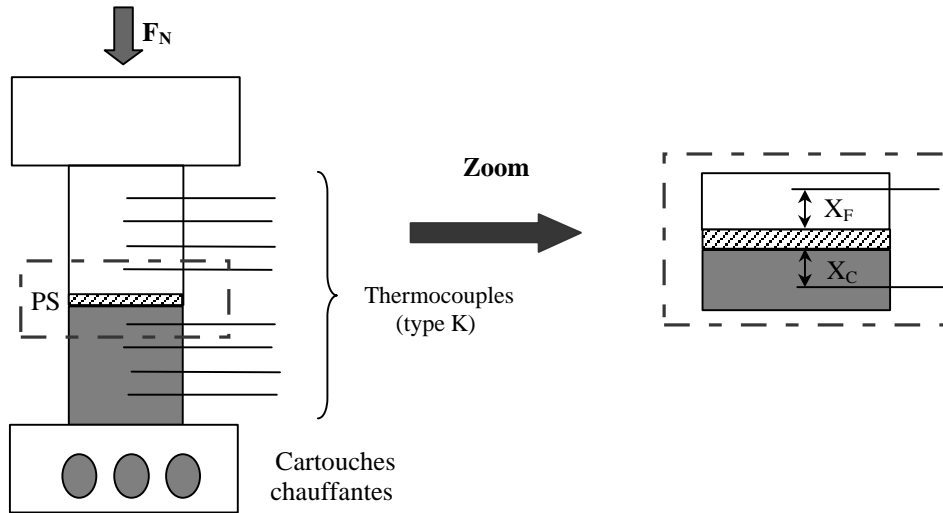 F_N
Zoom
X_F
X_C
PS
Thermocouples
(type K)
Cartouches
chauffantes